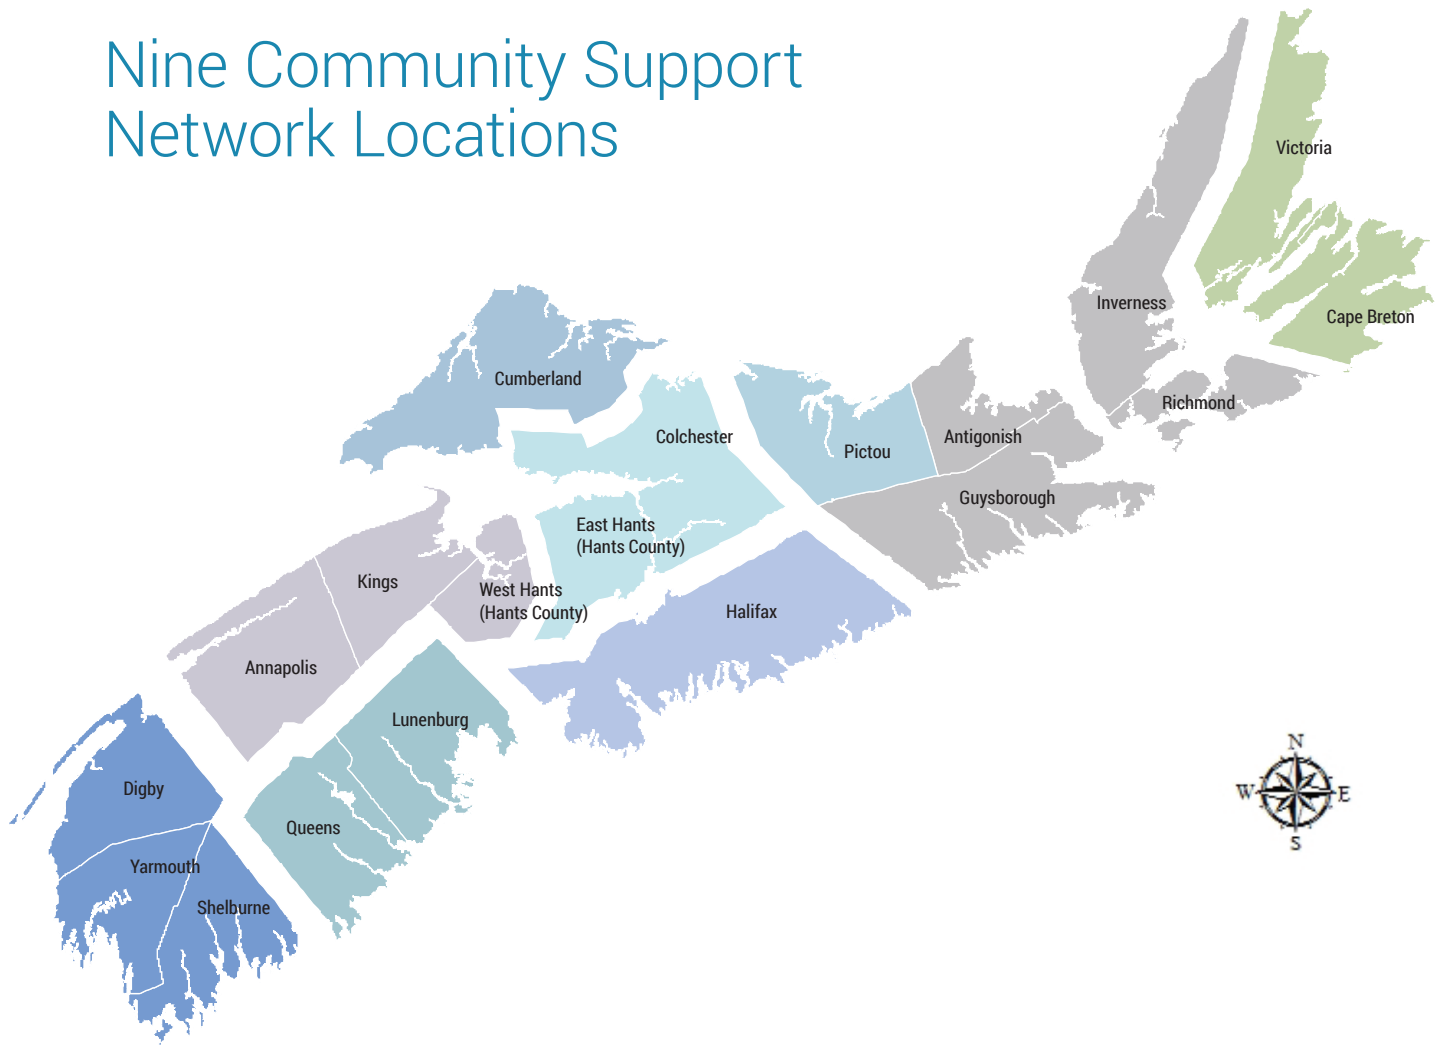 Nine Community Support
Network Locations
Victoria
Inverness
Cape Breton
Cumberland
Richmond
Colchester
Antigonish
Pictou
Guysborough
East Hants
(Hants County)
Kings
West Hants
(Hants County)
Halifax
Annapolis
Lunenburg
Digby
Queens
Yarmouth
Shelburne
N
W
E
S